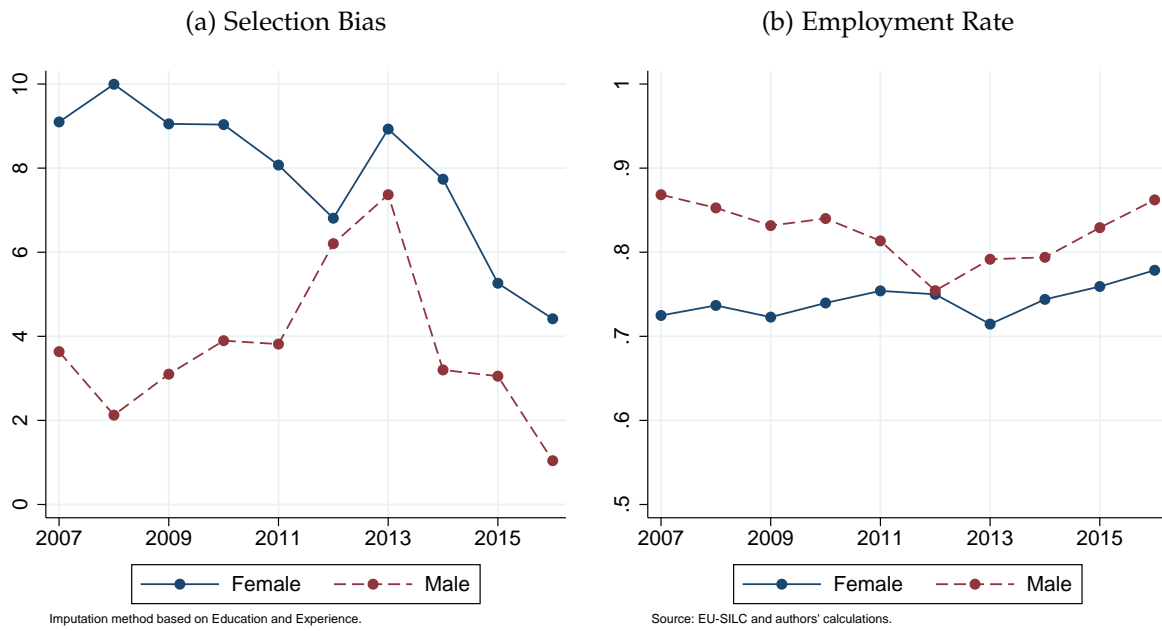 (a) Selection Bias
10
8
6
4
2
0
2007 2009 2011 2013 2015
Female Male
Imputation method based on Education and Experience.
(b) Employment Rate
1
.9
.8
.7
.6
.5
2007 2009 2011 2013 2015
Female Male
Source: EU-SILC and authors' calculations.